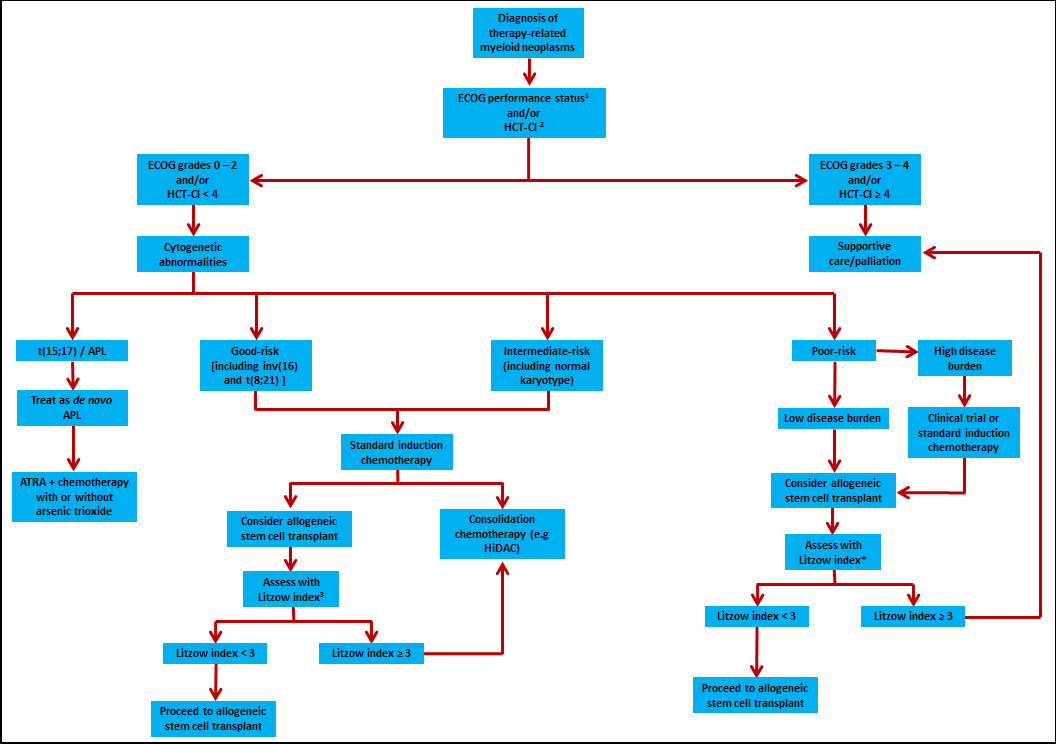 Diagnosis of
therapy-related
myeloid neoplasms
ECOG performance status¹
and/or
HCT-CI ²
ECOG grades 0 – 2
and/or
HCT-CI < 4
ECOG grades 3 – 4
and/or
HCT-CI ≥ 4
Cytogenetic
abnormalities
Supportive
care/palliation
t(15;17) / APL
Good-risk
[including inv(16)
and t(8;21) ]
Intermediate-risk
(including normal
karyotype)
Poor-risk
High disease
burden
Treat as de novo
APL
Low disease burden
Clinical trial or
standard induction
chemotherapy
Standard induction
chemotherapy
ATRA + chemotherapy
with or without
arsenic trioxide
Consider allogeneic
stem cell transplant
Consider allogeneic
stem cell transplant
Consolidation
chemotherapy (e.g
HiDAC)
Assess with
Litzow index*
Assess with
Litzow index³
Litzow index < 3
Litzow index ≥ 3
Litzow index < 3
Litzow index ≥ 3
Proceed to allogeneic
stem cell transplant
Proceed to allogeneic
stem cell transplant